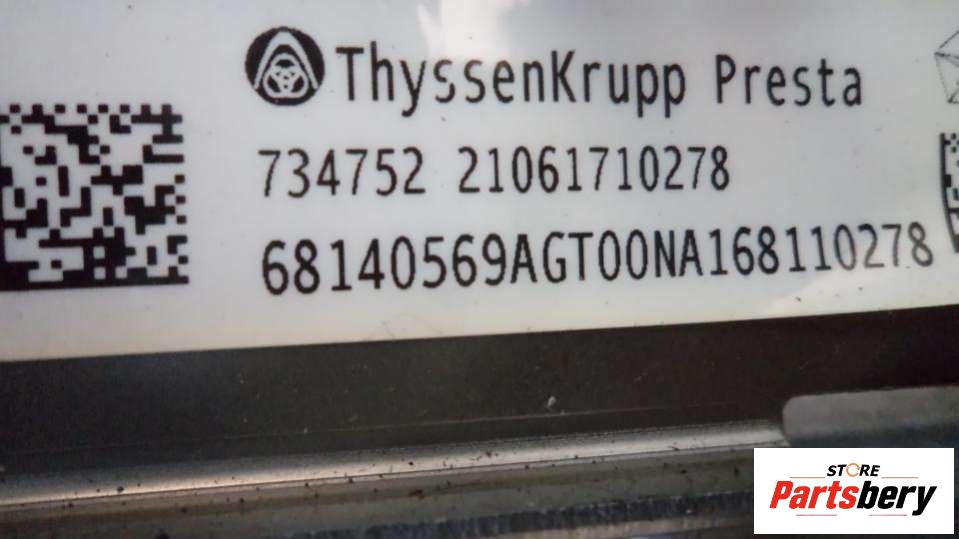 ThyssenKrupp Presta
734752 21061710278
68140569AGT00NA168110278
STORE
Partsbery